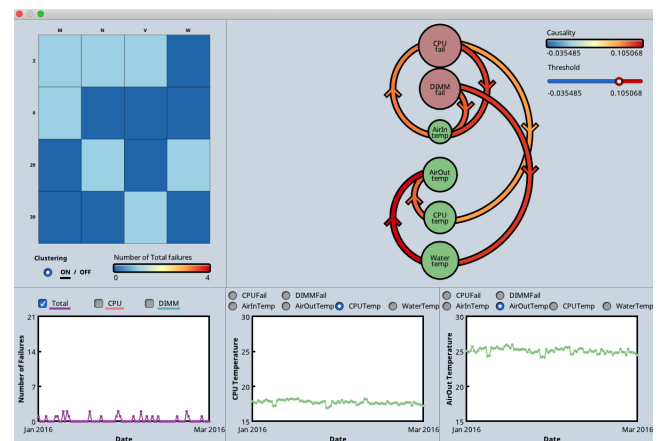 M N V W
2
6
20
30
Clustering
ON / OFF
Number of Total failures
0 4
CPU fail
DIMM fail
AirIn temp
AirOut temp
CPU temp
Water temp
Causality
-0.035485 0.105068
Threshold
-0.035485 0.105068
Total CPU DIMM
Number of Failures
21
14
7
0
Jan 2016 Mar 2016
Date
CPUFail DIMMFail
AirInTemp AirOutTemp CPUTemp WaterTemp
CPU Temperature
30
25
20
15
Jan 2016 Mar 2016
Date
CPUFail DIMMFail
AirInTemp AirOutTemp CPUTemp WaterTemp
AirOut Temperature
30
25
20
15
Jan 2016 Mar 2016
Date